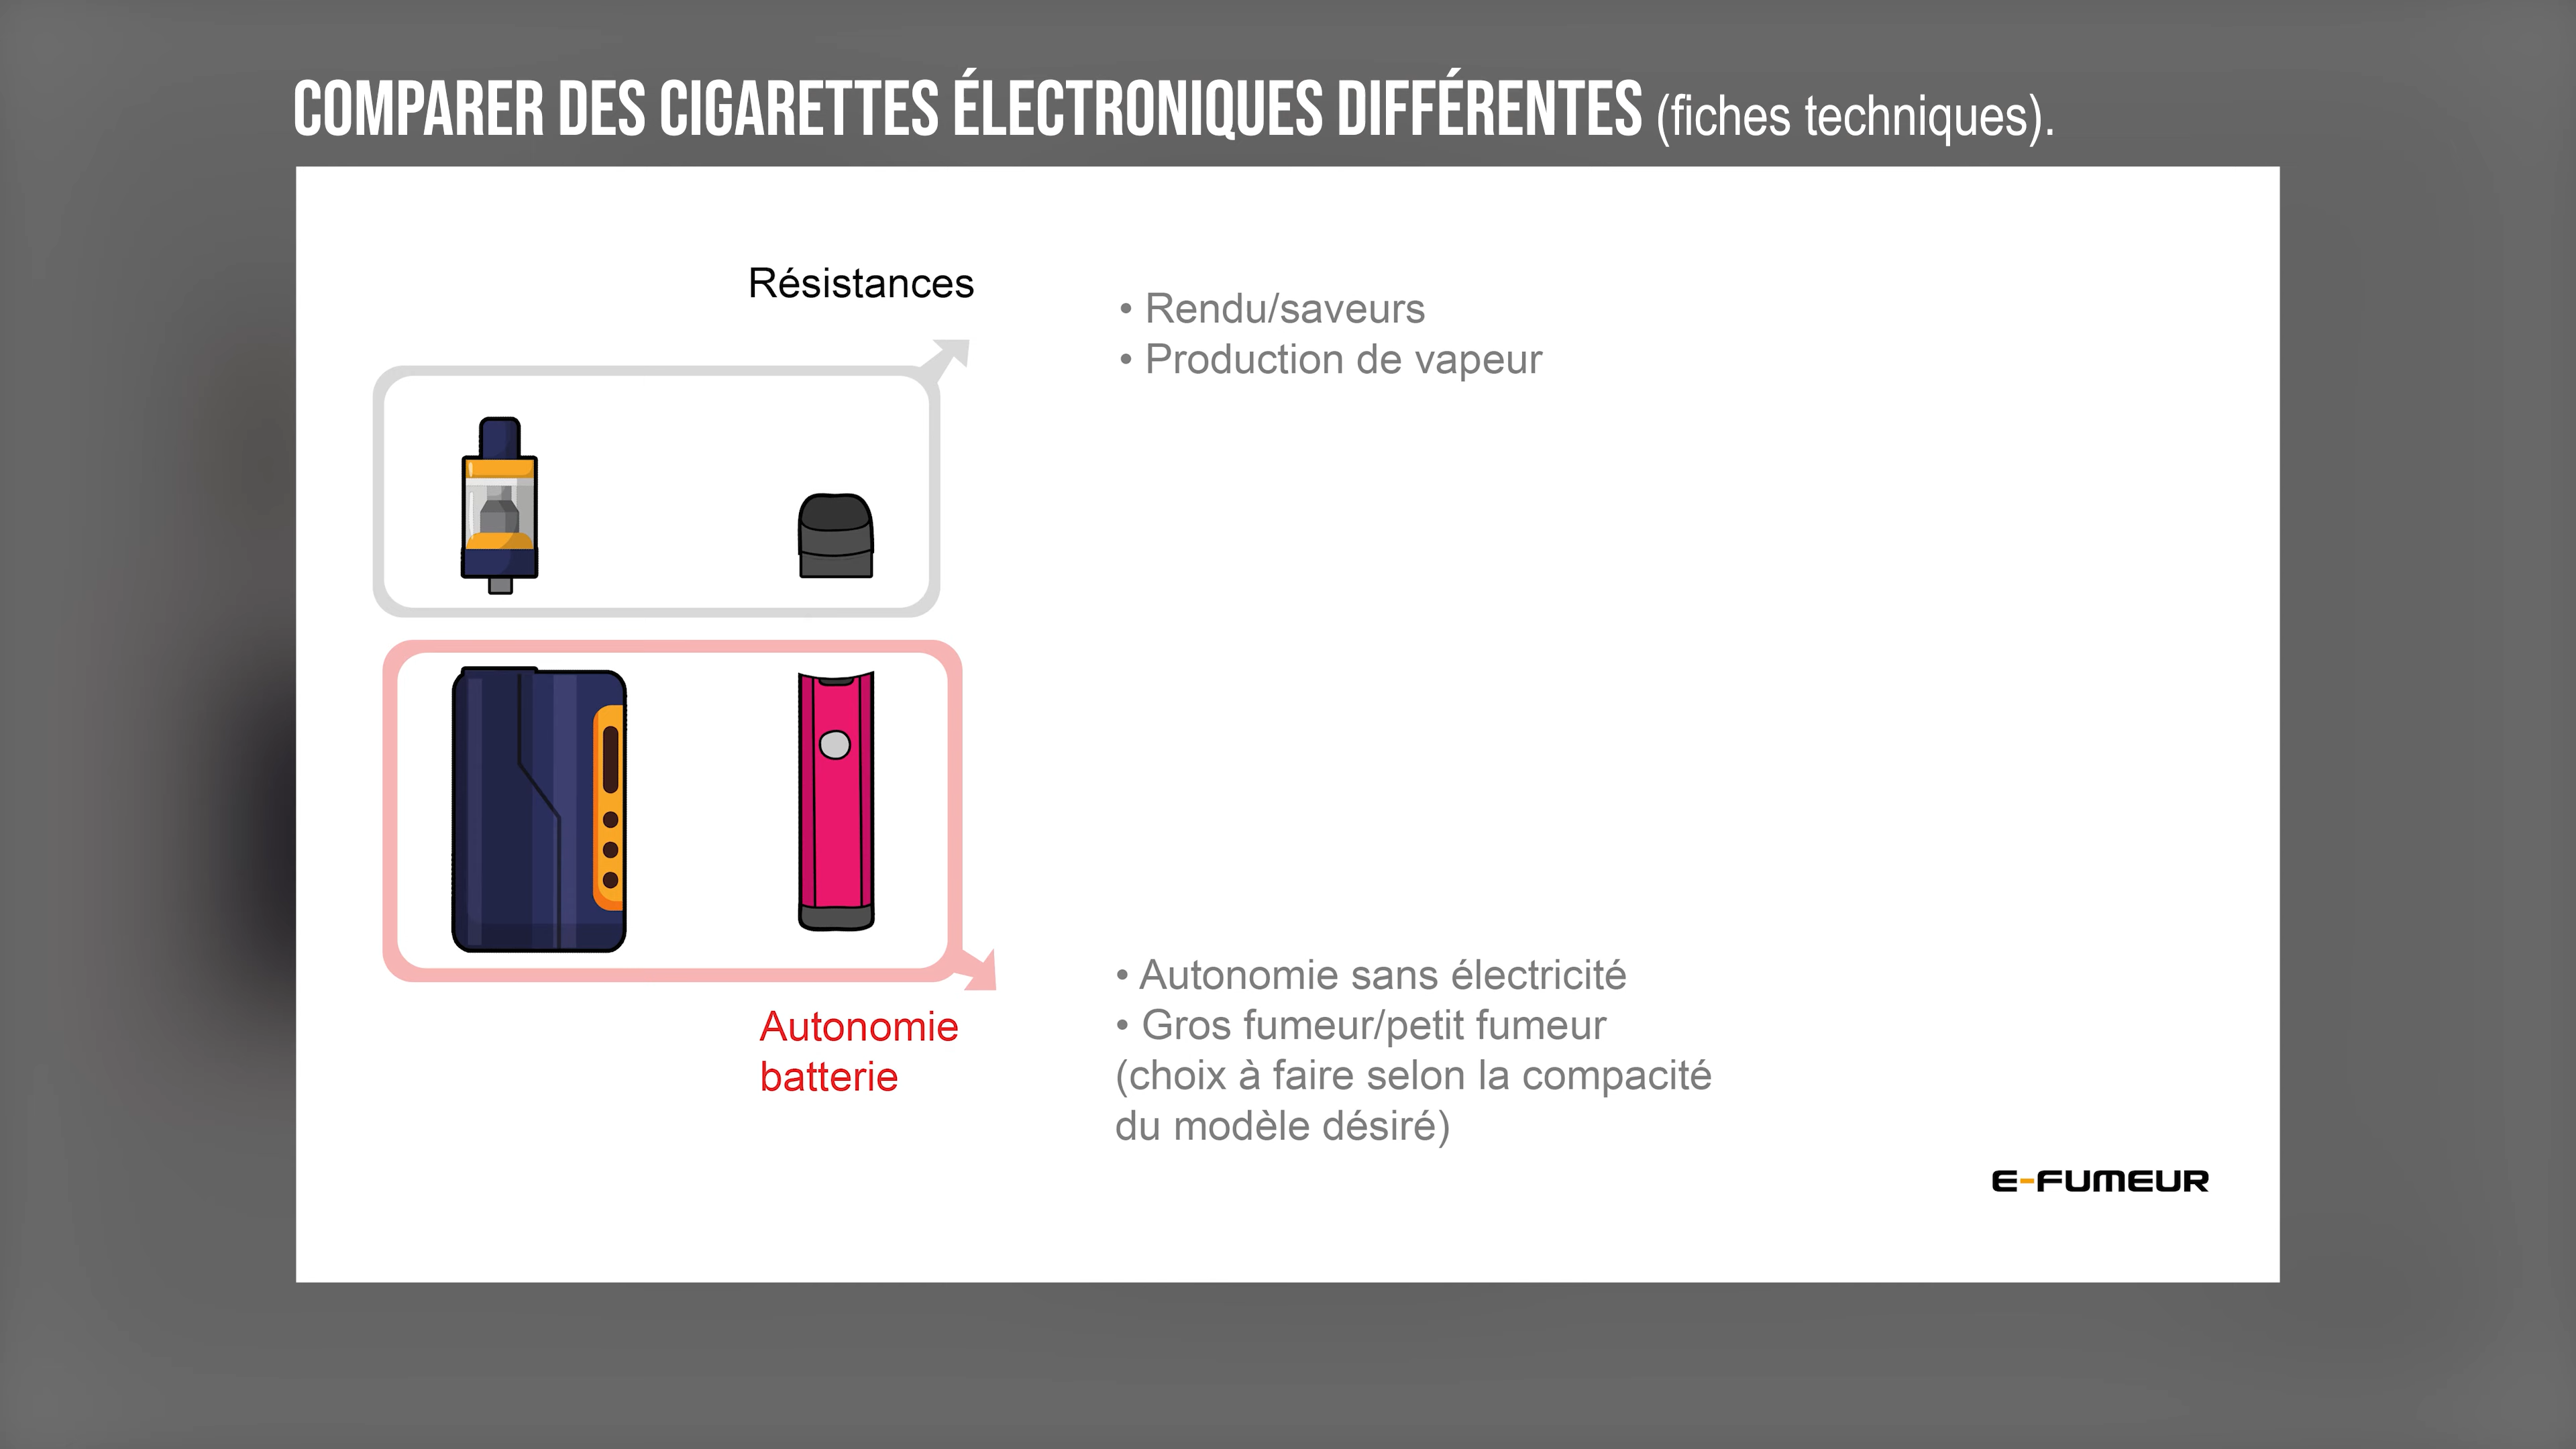 COMPARER DES CIGARETTES ÉLECTRONIQUES DIFFÉRENTES (fiches techniques).
Résistances
• Rendu/saveurs
• Production de vapeur
Autonomie
batterie
• Autonomie sans électricité
• Gros fumeur/petit fumeur
(choix à faire selon la compacité
du modèle désiré)
E-FUMEUR